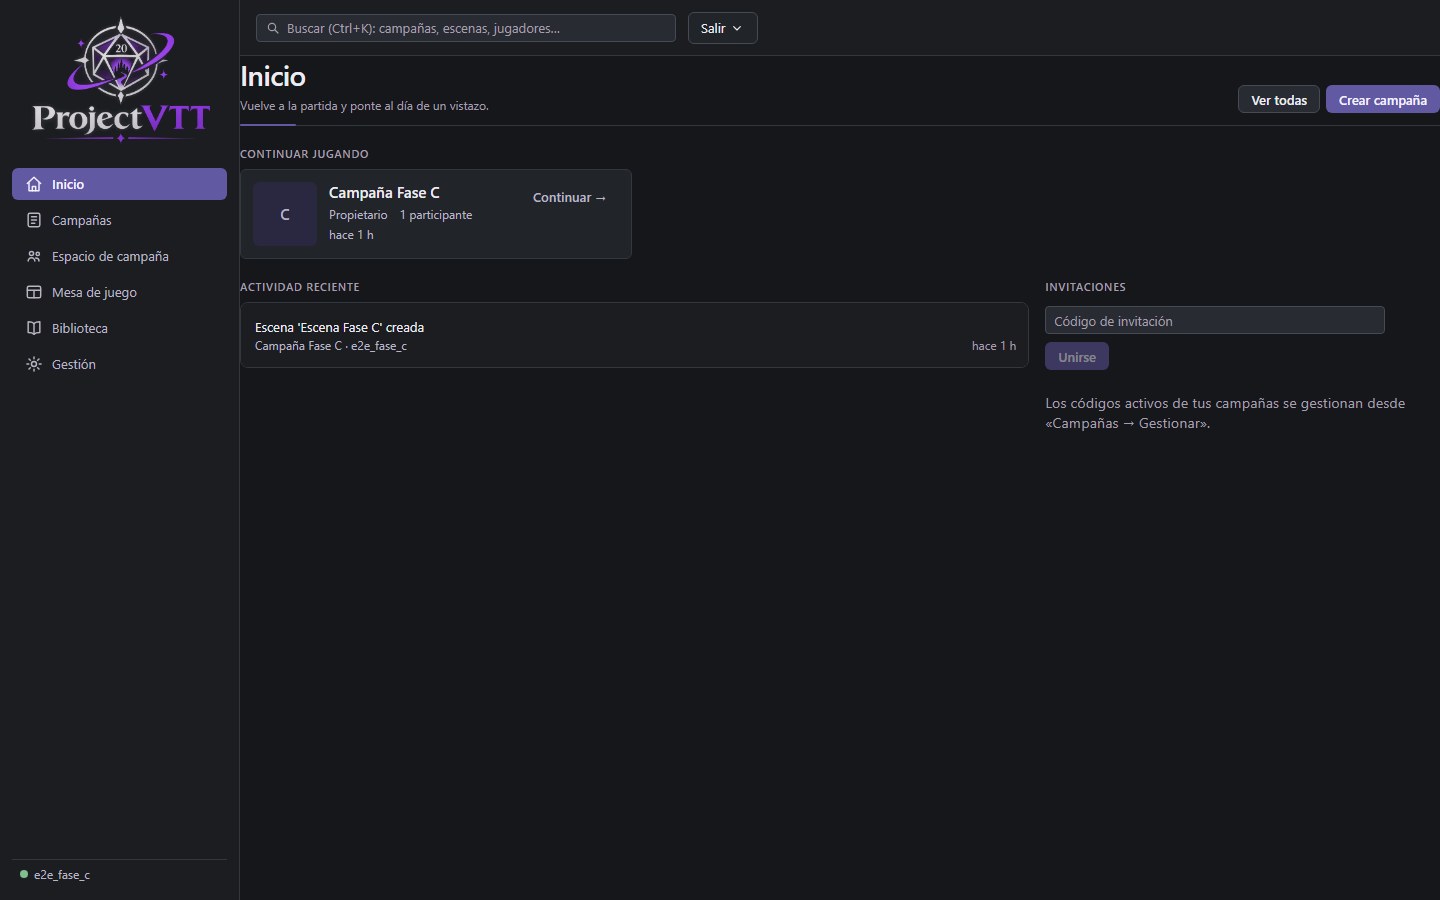 20
ProjectVTT
Inicio
Campañas
Espacio de campaña
Mesa de juego
Biblioteca
Gestión
e2e_fase_c
Buscar (Ctrl+K): campañas, escenas, jugadores...
Salir
Inicio
Vuelve a la partida y ponte al día de un vistazo.
Ver todas
Crear campaña
CONTINUAR JUGANDO
C
Campaña Fase C
Propietario 1 participante
hace 1 h
Continuar →
ACTIVIDAD RECIENTE
Escena 'Escena Fase C' creada
Campaña Fase C · e2e_fase_c
hace 1 h
INVITACIONES
Código de invitación
Unirse
Los códigos activos de tus campañas se gestionan desde
«Campañas → Gestionar».